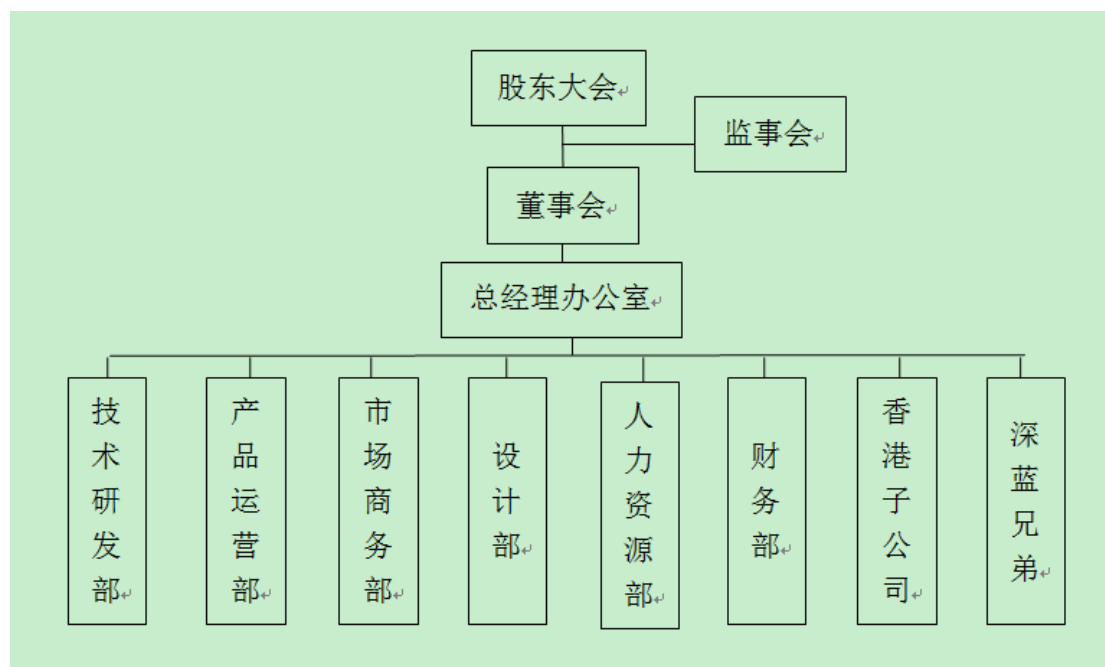 股东大会
监事会
董事会
总经理办公室
技术研发部
产品运营部
市场商务部
设计部
人力资源部
财务部
香港子公司
深蓝兄弟